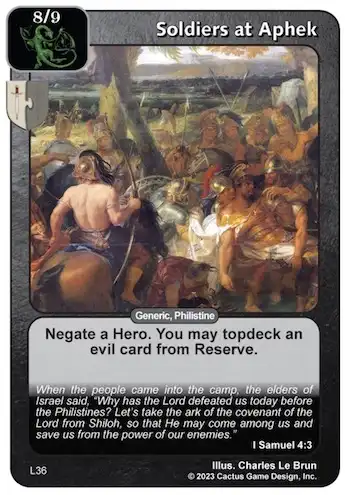 8/9
Soldiers at Aphek
Generic, Philistine
Negate a Hero. You may topdeck an
evil card from Reserve.
When the people came into the camp, the elders of
Israel said, "Why has the Lord defeated us today before
the Philistines? Let's take the ark of the covenant of the
Lord from Shiloh, so that He may come among us and
save us from the power of our enemies."
I Samuel 4:3
Illus. Charles Le Brun
L36
© 2023 Cactus Game Design, Inc.